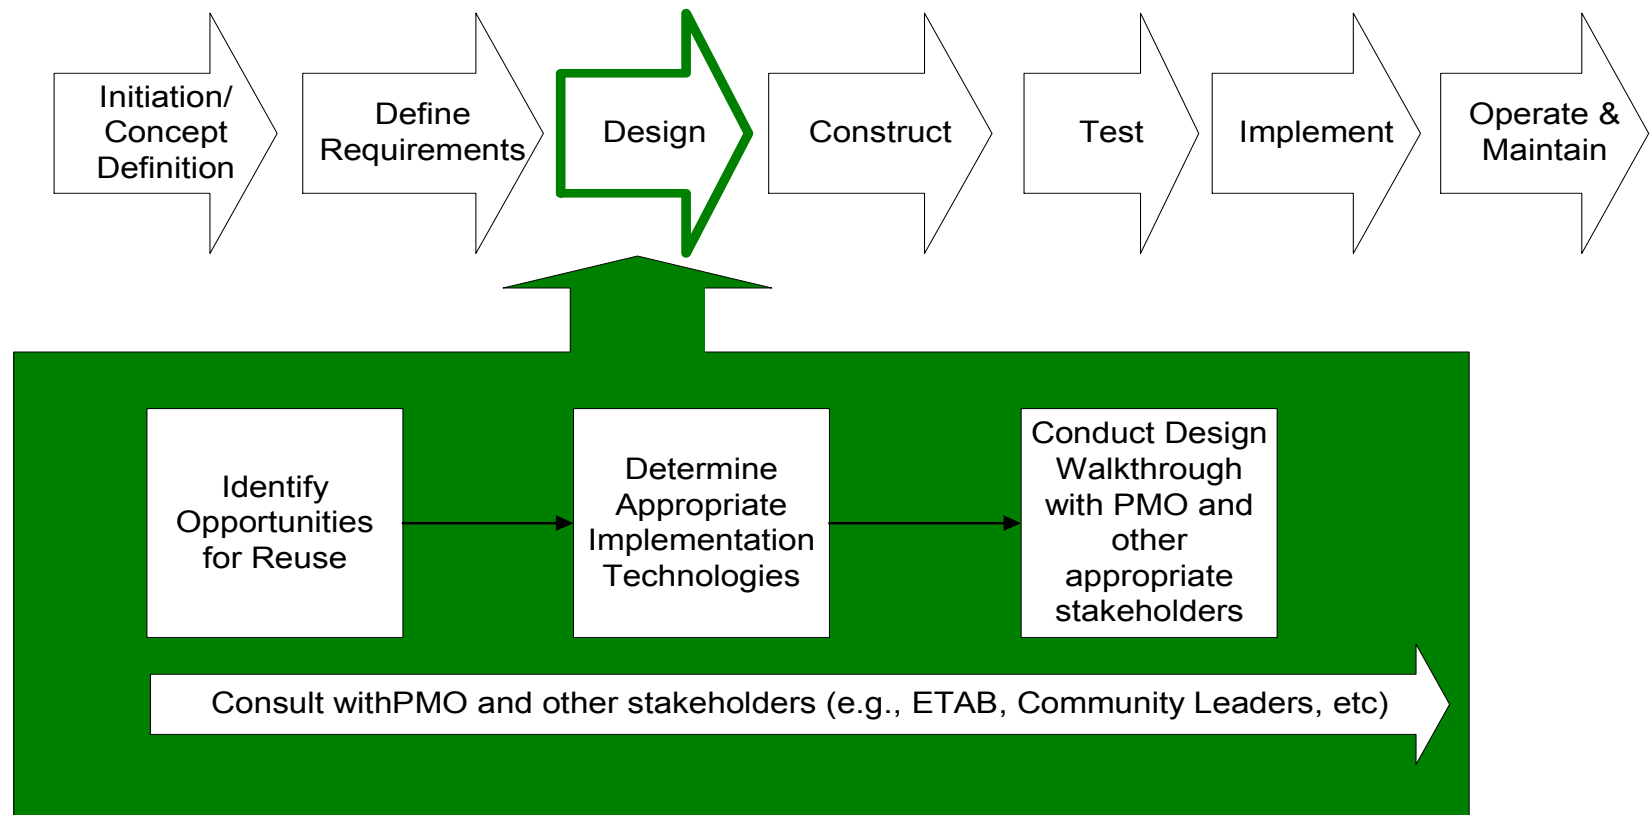 Initiation/
Concept
Definition
Define
Requirements
Design
Construct
Test
Implement
Operate &
Maintain
Identify
Opportunities
for Reuse
Determine
Appropriate
Implementation
Technologies
Conduct Design
Walkthrough
with PMO and
other
appropriate
stakeholders
Consult withPMO and other stakeholders (e.g., ETAB, Community Leaders, etc)